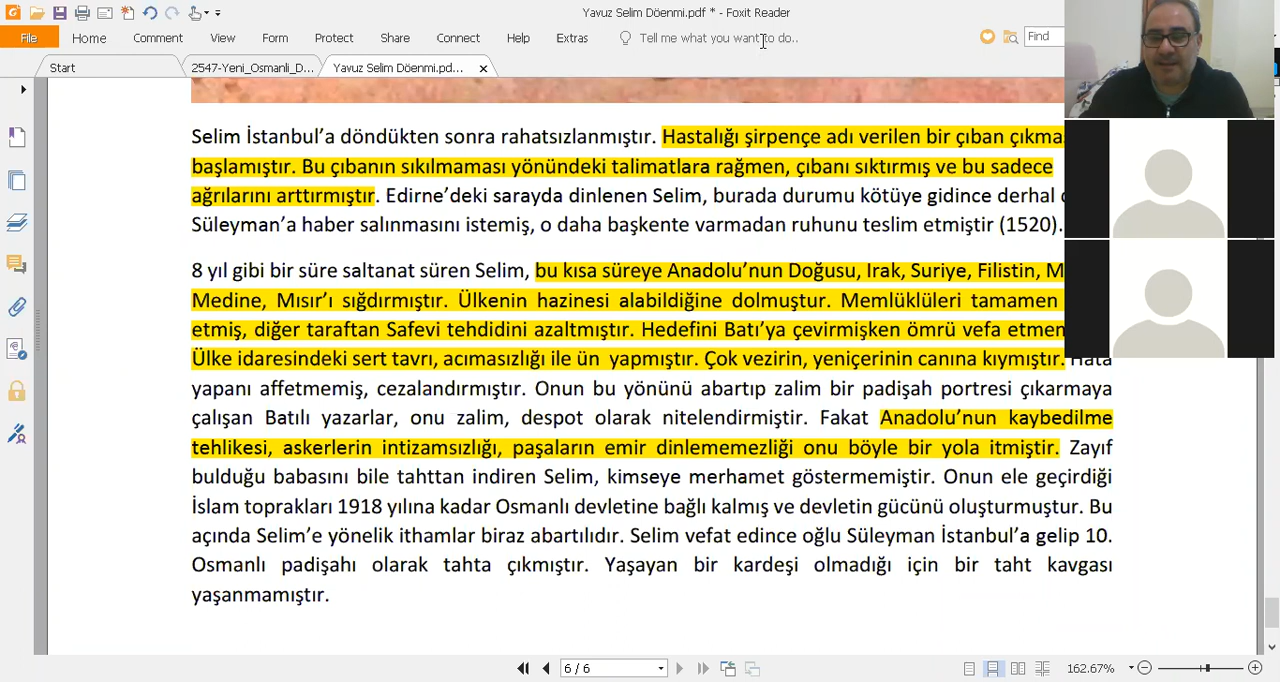 Yavuz Selim Döenmi.pdf * - Foxit Reader
File Home Comment View Form Protect Share Connect Help Extras Tell me what you want to do.. Find
Start 2547-Yeni_Osmanli_D... Yavuz Selim Döenmi.pd... ×
Selim İstanbul'a döndükten sonra rahatsızlanmıştır. Hastalığı şirpençe adı verilen bir çıban
başlamıştır. Bu çıbanın sıkılmaması yönündeki talimatlara rağmen, çıbanı sıktırmış ve bu sadece
ağrılarını arttırmıştır. Edirne'deki sarayda dinlenen Selim, burada durumu kötüye gidince derhal
Süleyman'a haber salınmasını istemiş, o daha başkente varmadan ruhunu teslim etmiştir (1520).
8 yıl gibi bir süre saltanat süren Selim, bu kısa süreye Anadolu'nun Doğusu, Irak, Suriye, Filistin,
Medine, Mısır'ı sığdırmıştır. Ülkenin hazinesi alabildiğine dolmuştur. Memlüklüleri tamamen
etmiş, diğer taraftan Safevi tehdidini azaltmıştır. Hedefini Batı'ya çevirmişken ömrü vefa
Ülke idaresindeki sert tavrı, acımasızlığı ile ün yapmıştır. Çok vezirin, yeniçerinin canına kıymıştır. Hata
yapanı affetmemiş, cezalandırmıştır. Onun bu yönünü abartıp zalim bir padişah portresi çıkarmaya
çalışan Batılı yazarlar, onu zalim, despot olarak nitelendirmiştir. Fakat Anadolu'nun kaybedilme
tehlikesi, askerlerin intizamsızlığı, paşaların emir dinlememezliği onu böyle bir yola itmiştir. Zayıf
bulduğu babasını bile tahttan indiren Selim, kimseye merhamet göstermemiştir. Onun ele geçirdiği
İslam toprakları 1918 yılına kadar Osmanlı devletine bağlı kalmış ve devletin gücünü oluşturmuştur. Bu
açında Selim'e yönelik ithamlar biraz abartılıdır. Selim vefat edince oğlu Süleyman İstanbul'a gelip 10.
Osmanlı padişahı olarak tahta çıkmıştır. Yaşayan bir kardeşi olmadığı için bir taht kavgası
yaşanmamıştır.
6 / 6 162.67%